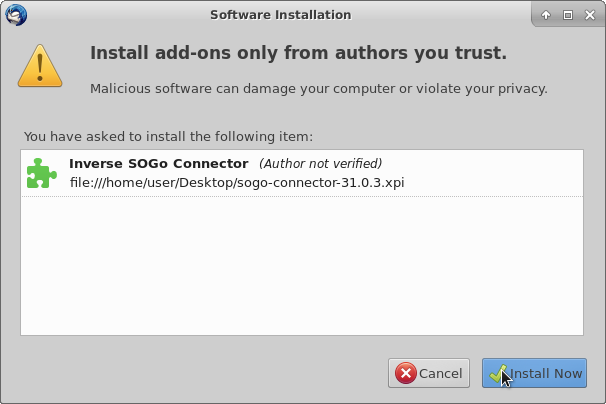 Software Installation
Install add-ons only from authors you trust.
Malicious software can damage your computer or violate your privacy.
You have asked to install the following item:
Inverse SOGo Connector (Author not verified)
file:///home/user/Desktop/sogo-connector-31.0.3.xpi
Cancel Install Now